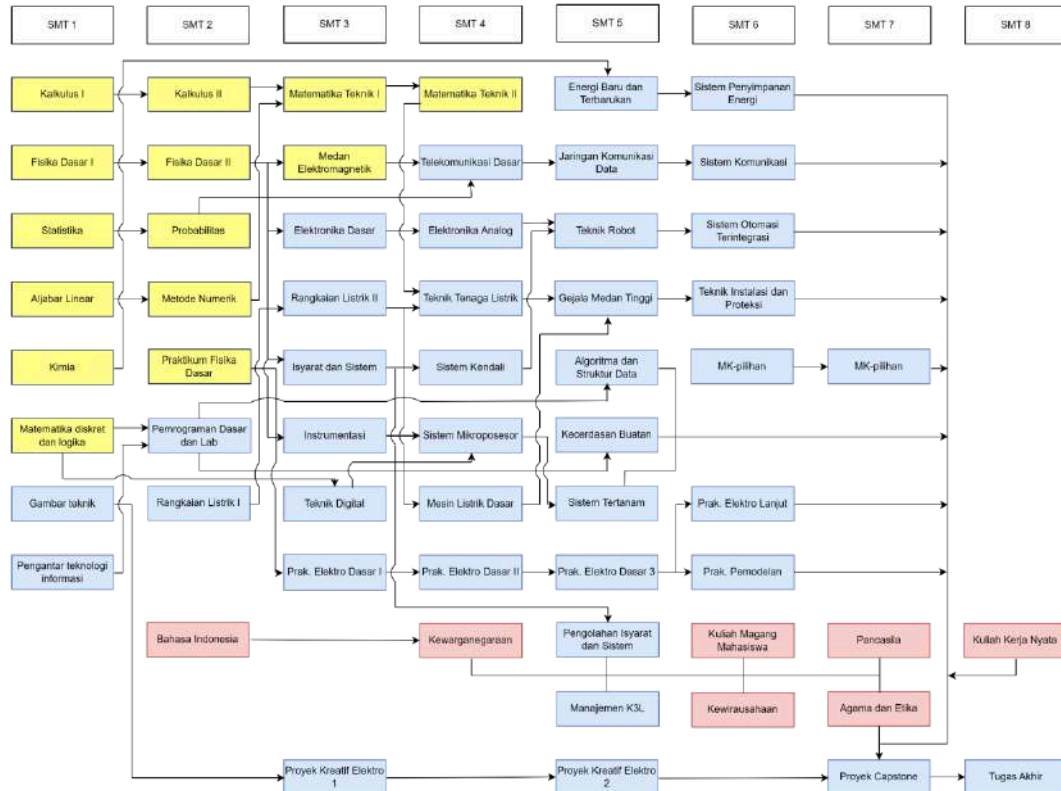 SMT 1
SMT 2
SMT 3
SMT 4
SMT 5
SMT 6
SMT 7
SMT 8
Kalkulus I
Kalkulus II
Matematika Teknik I
Matematika Teknik II
Energi Baru dan
Terbarukan
Sistem Penyimpanan
Energi
Fisika Dasar I
Fisika Dasar II
Medan
Elektromagnetik
Telekomunikasi Dasar
Jaringan Komunikasi
Data
Sistem Komunikasi
Statistika
Probabilitas
Elektronika Dasar
Elektronika Analog
Teknik Robot
Sistem Otomasi
Terintegrasi
Aljabar Linear
Metode Numerik
Rangkaian Listrik II
Teknik Tenaga Listrik
Gejala Medan Tinggi
Teknik Instalasi dan
Proteksi
Kimia
Praktikum Fisika
Dasar
Isyarat dan Sistem
Sistem Kendali
Algoritma dan
Struktur Data
MK-pilihan
MK-pilihan
Matematika diskret
dan logika
Pemrograman Dasar
dan Lab
Instrumentasi
Sistem Mikroposesor
Kecerdasan Buatan
Gambar teknik
Rangkaian Listrik I
Teknik Digital
Mesin Listrik Dasar
Sistem Tertanam
Prak. Elektro Lanjut
Pengantar teknologi
informasi
Prak. Elektro Dasar I
Prak. Elektro Dasar II
Prak. Elektro Dasar 3
Prak. Pemodelan
Bahasa Indonesia
Kewarganegaraan
Pengolahan Isyarat
dan Sistem
Kuliah Magang
Mahasiswa
Pancasila
Kuliah Kerja Nyata
Manajemen K3L
Kewirausahaan
Agama dan Etika
Proyek Kreatif Elektro
1
Proyek Kreatif Elektro
2
Proyek Capstone
Tugas Akhir